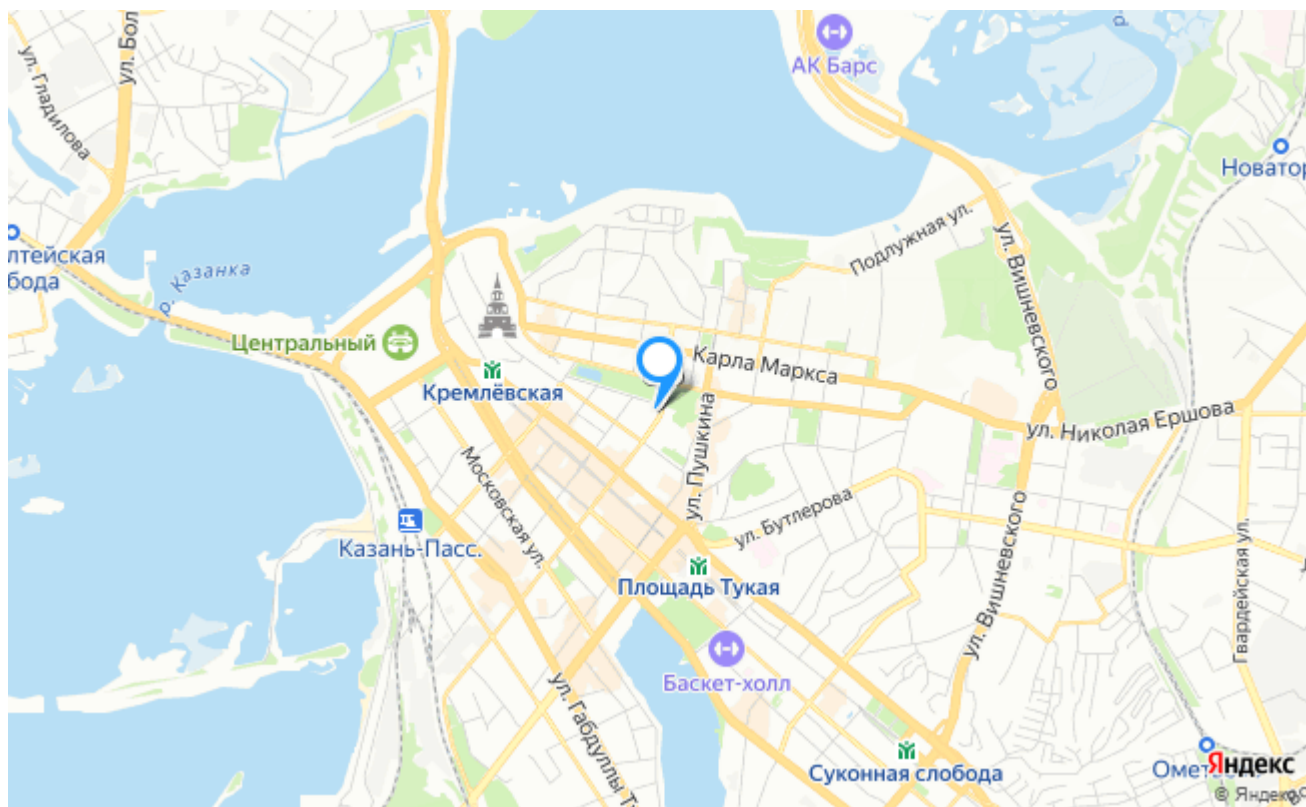 АК Барс
ул. Бол
ул. Гладилова
Новатор
лтейская
бода
р. Казанка
Подлужная ул.
ул. Вишневского
Центральный
Карла Маркса
Кремлёвская
ул. Николая Ершова
ул. Пушкина
Московская ул.
ул. Бутлерова
Казань-Пасс.
Площадь Тукая
ул. Вишневского
Гвардейская ул.
Баскет-холл
ул. Габдуллы Т
Суконная слобода
Яндекс
© Яндекс